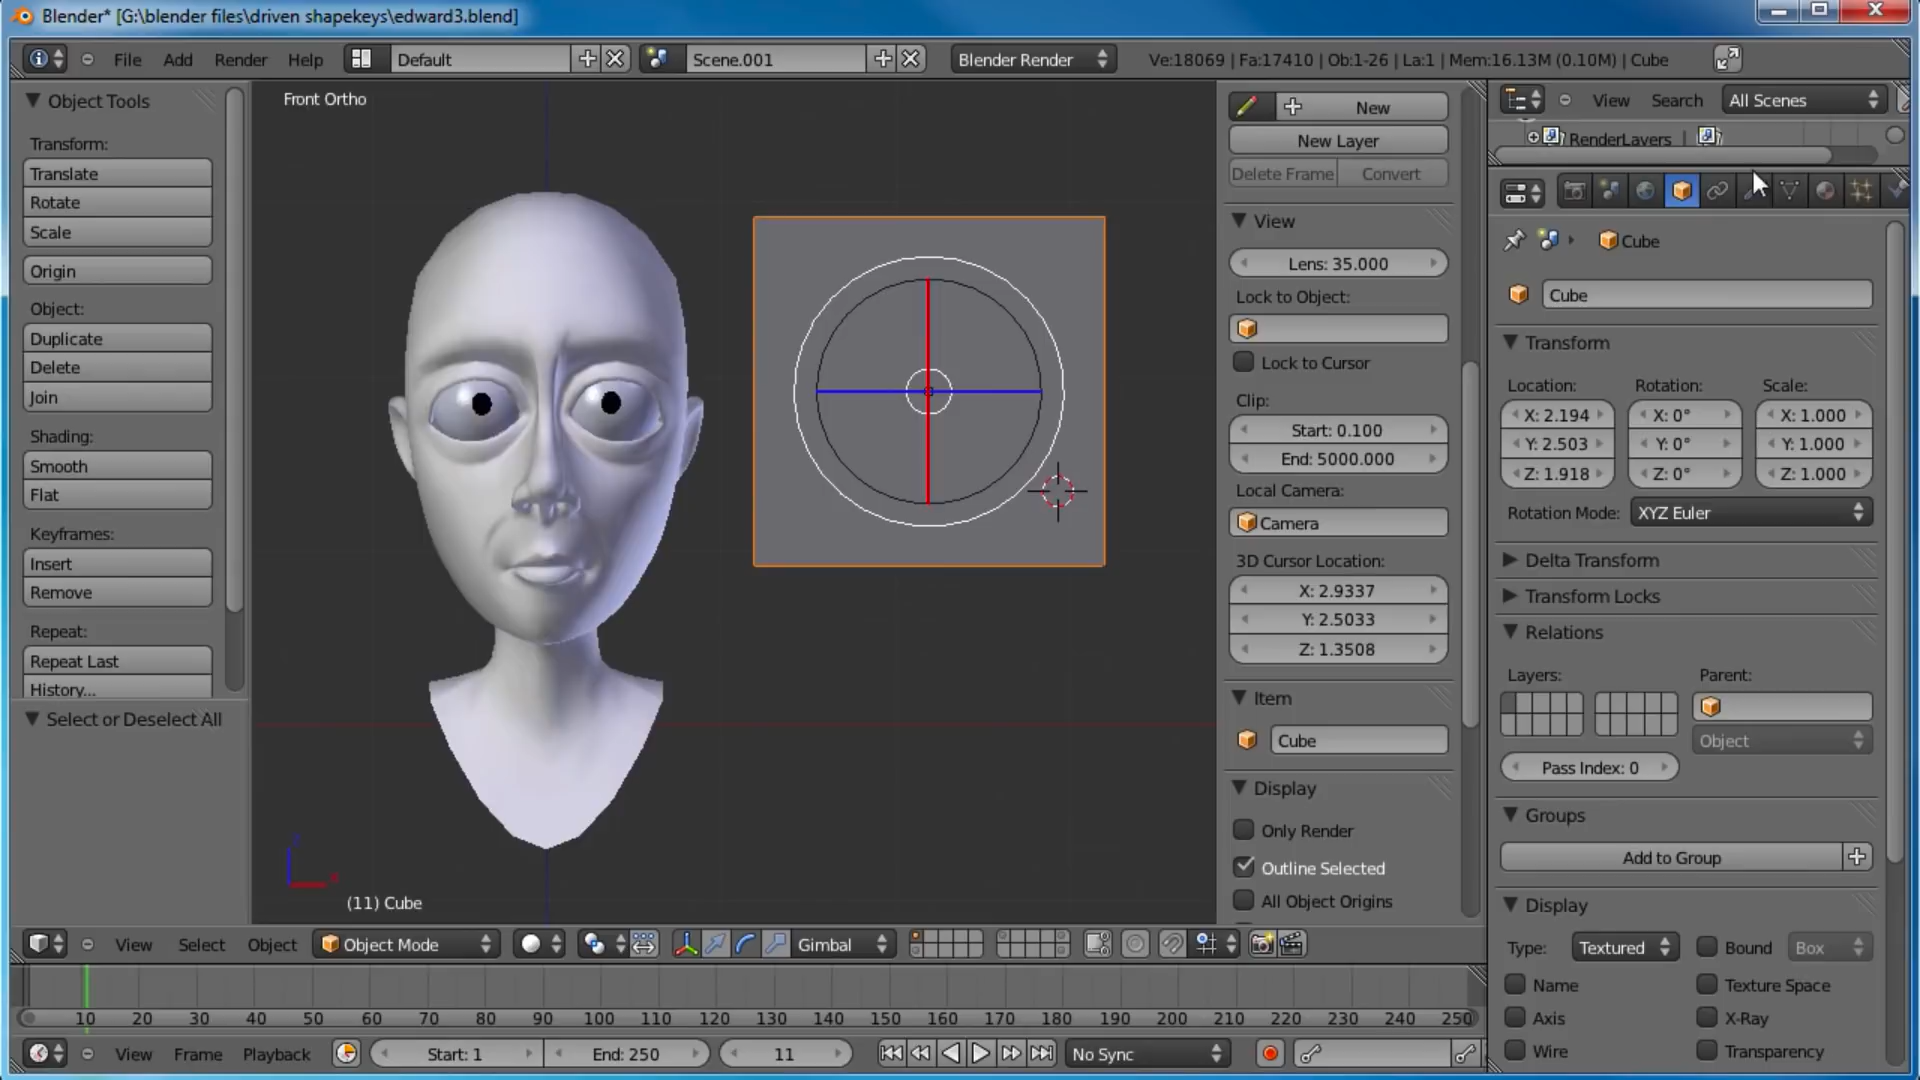 Blender* [G:\blender files\driven shapekeys\edward3.blend]
File Add Render Help Default Scene.001 Blender Render Ve:18069 | Fa:17410 | Ob:1-26 | La:1 | Mem:16.13M (0.10M) | Cube
Object Tools
Transform:
Translate
Rotate
Scale
Origin
Object:
Duplicate
Delete
Join
Shading:
Smooth
Flat
Keyframes:
Insert
Remove
Repeat:
Repeat Last
History...
Select or Deselect All
Front Ortho
(11) Cube
New
New Layer
Delete Frame Convert
View
Lens: 35.000
Lock to Object:
Lock to Cursor
Clip:
Start: 0.100
End: 5000.000
Local Camera:
Camera
3D Cursor Location:
X: 2.9337
Y: 2.5033
Z: 1.3508
Item
Cube
Display
Only Render
Outline Selected
All Object Origins
View Search All Scenes
RenderLayers |
Cube
Cube
Transform
Location: Rotation: Scale:
X: 2.194 X: 0° X: 1.000
Y: 2.503 Y: 0° Y: 1.000
Z: 1.918 Z: 0° Z: 1.000
Rotation Mode: XYZ Euler
Delta Transform
Transform Locks
Relations
Layers: Parent:
Object
Pass Index: 0
Groups
Add to Group
Display
Type: Textured Bound Box
Name Texture Space
Axis X-Ray
Wire Transparency
View Select Object Object Mode Gimbal
10 20 30 40 50 60 70 80 90 100 110 120 130 140 150 160 170 180 190 200 210 220 230 240 250
View Frame Playback Start: 1 End: 250 11 No Sync